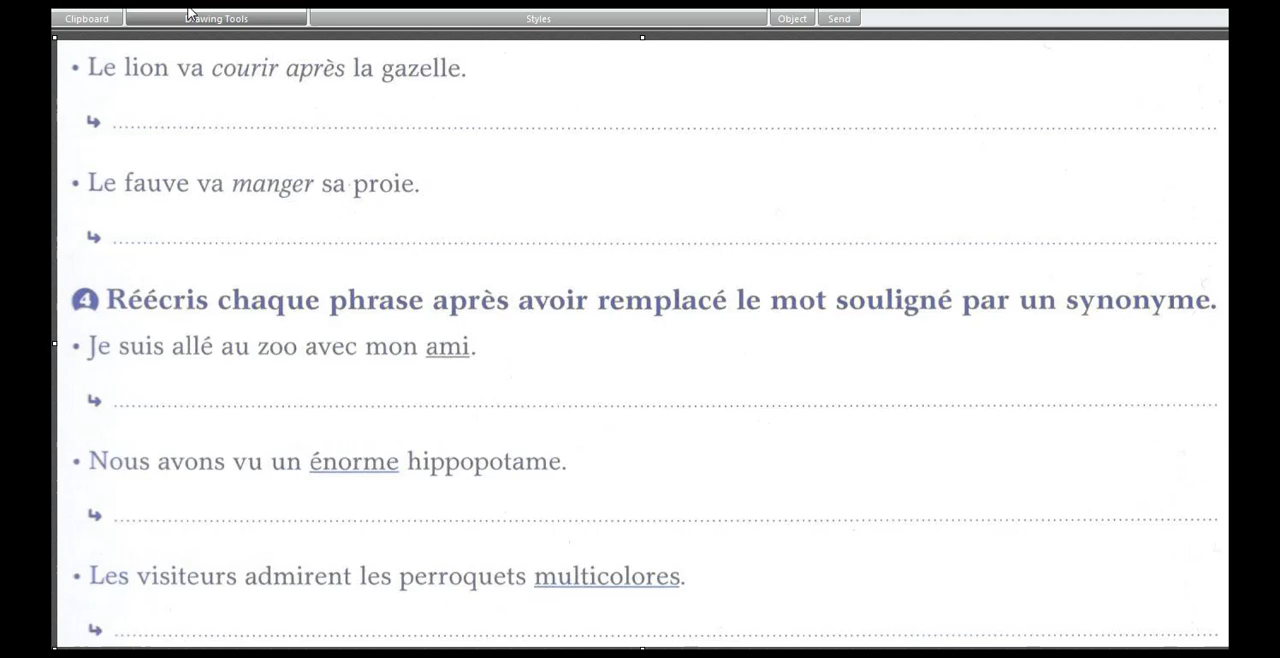 Clipboard Drawing Tools Styles Object Send
• Le lion va courir après la gazelle.
• Le fauve va manger sa proie.
4 Réécris chaque phrase après avoir remplacé le mot souligné par un synonyme.
• Je suis allé au zoo avec mon ami.
• Nous avons vu un énorme hippopotame.
• Les visiteurs admirent les perroquets multicolores.